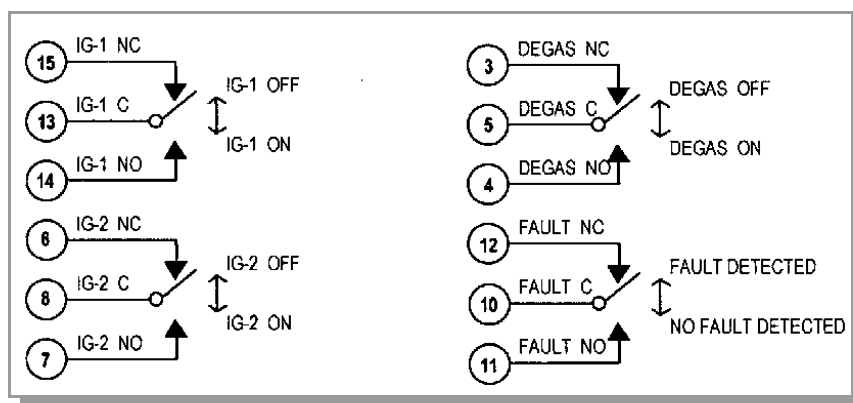 15 IG-1 NC
13 IG-1 C
14 IG-1 NO
IG-1 OFF
IG-1 ON
6 IG-2 NC
8 IG-2 C
7 IG-2 NO
IG-2 OFF
IG-2 ON
3 DEGAS NC
5 DEGAS C
4 DEGAS NO
DEGAS OFF
DEGAS ON
12 FAULT NC
10 FAULT C
11 FAULT NO
FAULT DETECTED
NO FAULT DETECTED